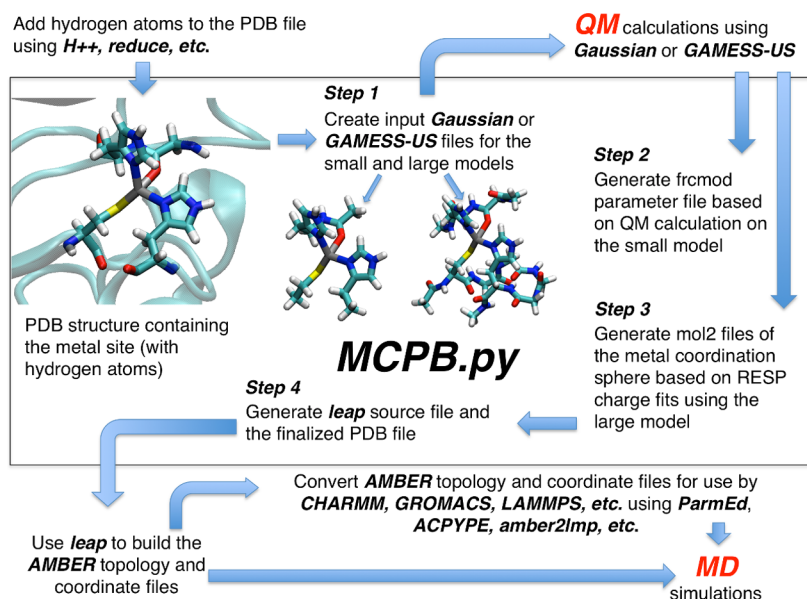 Add hydrogen atoms to the PDB file
using H++, reduce, etc.
QM calculations using
Gaussian or GAMESS-US
Step 1
Create input Gaussian or
GAMESS-US files for the
small and large models
Step 2
Generate frcmod
parameter file based
on QM calculation on
the small model
PDB structure containing
the metal site (with
hydrogen atoms)
MCPB.py
Step 3
Generate mol2 files of
the metal coordination
sphere based on RESP
charge fits using the
large model
Step 4
Generate leap source file and
the finalized PDB file
Convert AMBER topology and coordinate files for use by
CHARMM, GROMACS, LAMMPS, etc. using ParmEd,
ACPYPE, amber2lmp, etc.
Use leap to build the
AMBER topology and
coordinate files
MD
simulations